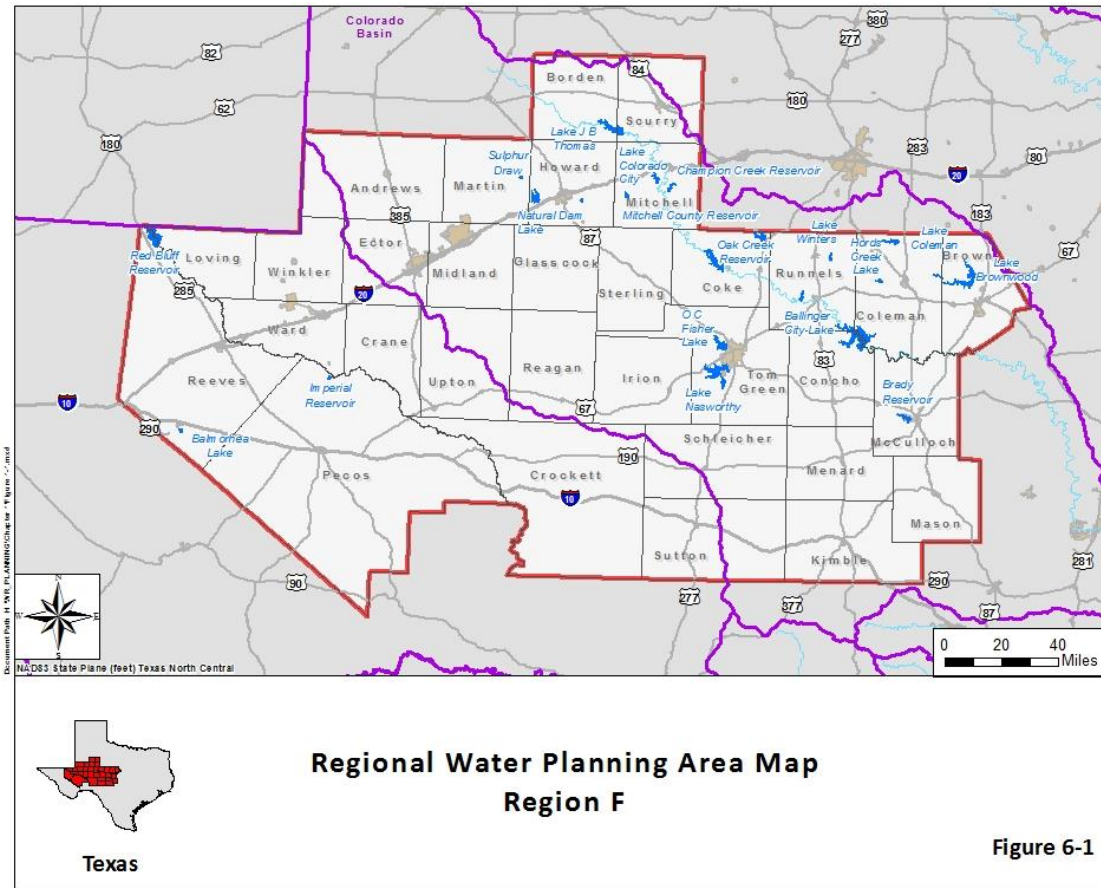 Colorado
Basin
380
82
277
84
Borden
62
180
Scurry
180
Lake J B
Thomas
283
80
Sulphur
Draw
Howard
Lake
Colorado
City
Champion Creek Reservoir
20
Andrews
Martin
Mitchell
385
Natural Dam
Lake
Mitchell County Reservoir
183
Ector
87
Lake
Winters
Lake
Coleman
Red Bluff
Reservoir
Loving
Oak Creek
Reservoir
Hords
Creek
Lake
Brown
67
Winkler
Midland
Glasscock
Runnels
Lake
Brownwood
285
20
Sterling
Coke
Ward
O C
Fisher
Lake
Ballinger
City-Lake
Coleman
Crane
Reeves
Upton
Reagan
Irion
Tom
Green
83
Concho
Brady
Reservoir
Imperial
Reservoir
10
67
Lake
Nasworthy
290
Balmorhea
Lake
Schleicher
McCulloch
190
Pecos
Crockett
Menard
10
Mason
Sutton
Kimble
281
90
290
277
377
87
N
W
E
S
0 20 40
Miles
NAD83 State Plane (feet) Texas North Central
Regional Water Planning Area Map
Region F
Texas
Figure 6-1